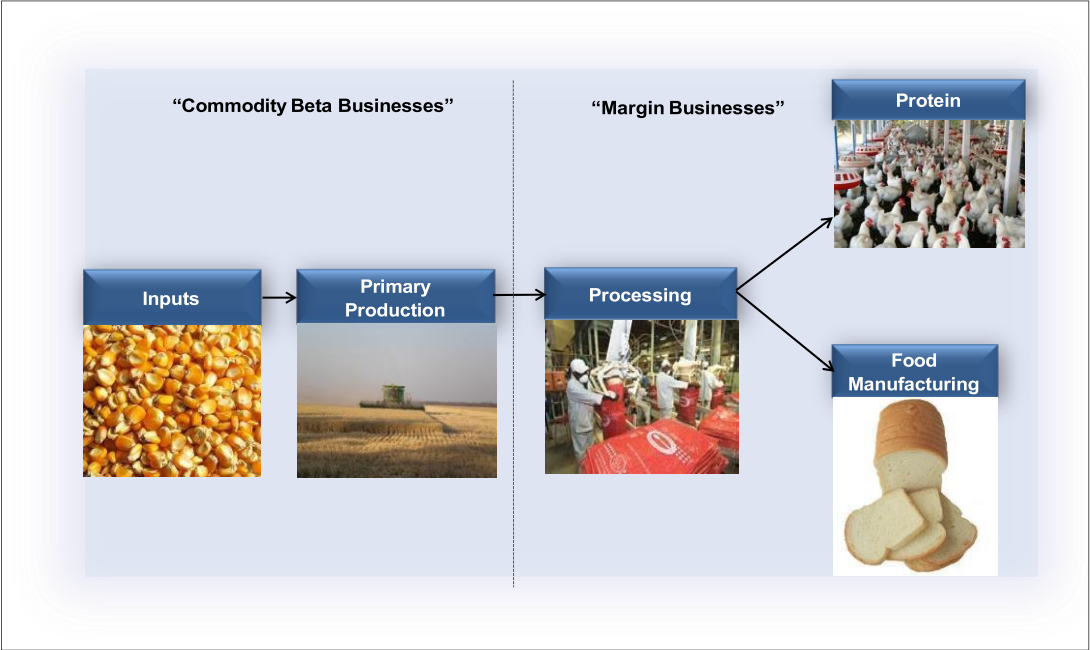 “Commodity Beta Businesses”
“Margin Businesses”
Protein
Inputs
Primary
Production
Processing
Food
Manufacturing